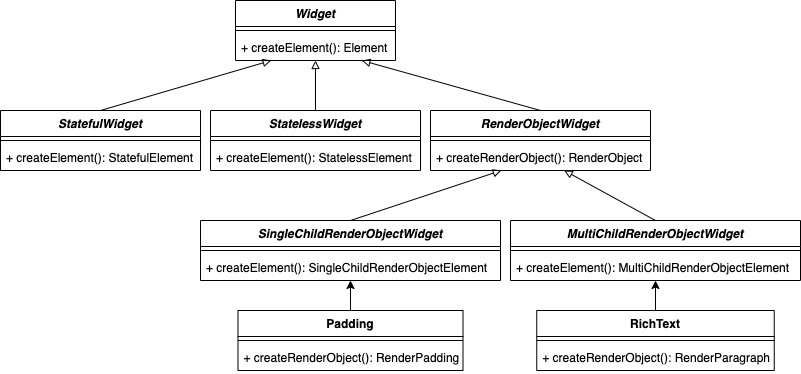 Widget
+ createElement(): Element
StatefulWidget
+ createElement(): StatefulElement
StatelessWidget
+ createElement(): StatelessElement
RenderObjectWidget
+ createRenderObject(): RenderObject
SingleChildRenderObjectWidget
+ createElement(): SingleChildRenderObjectElement
MultiChildRenderObjectWidget
+ createElement(): MultiChildRenderObjectElement
Padding
+ createRenderObject(): RenderPadding
RichText
+ createRenderObject(): RenderParagraph